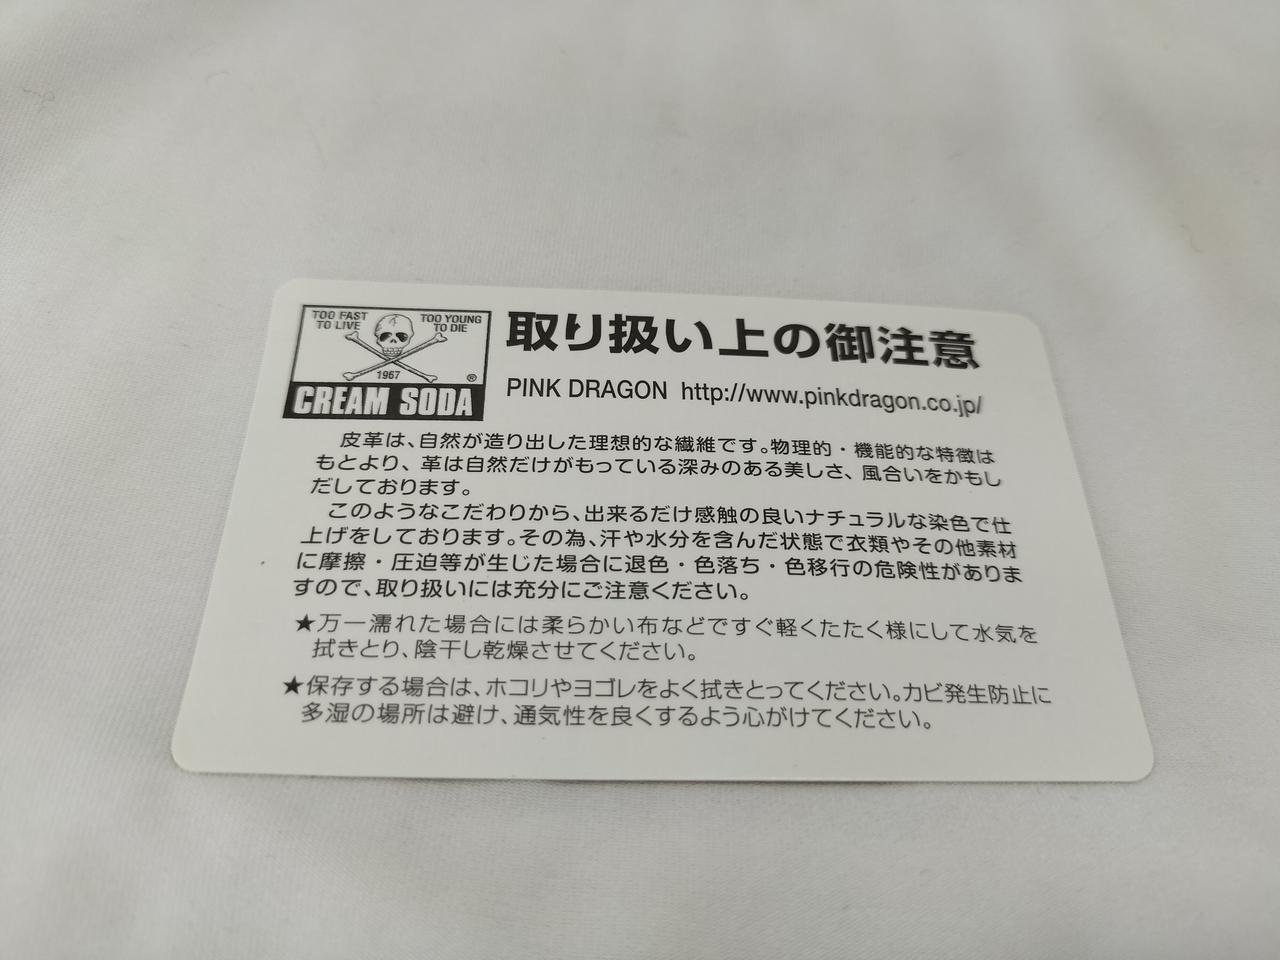 TOO FAST TO LIVE
TOO YOUNG TO DIE
1967
®
CREAM SODA
取り扱い上の御注意
PINK DRAGON http://www.pinkdragon.co.jp/
皮革は、自然が造り出した理想的な繊維です。物理的・機能的な特徴は
もとより、革は自然だけがもっている深みのある美しさ、風合いをかもし
だしております。
このようなこだわりから、出来るだけ感触の良いナチュラルな染色で仕
上げをしております。その為、汗や水分を含んだ状態で衣類やその他素材
に摩擦・圧迫等が生じた場合に退色・色落ち・色移行の危険性がありま
すので、取り扱いには充分にご注意ください。
★万一濡れた場合には柔らかい布などですぐ軽くたたく様にして水気を
拭きとり、陰干し乾燥させてください。
★保存する場合は、ホコリやヨゴレをよく拭きとってください。カビ発生防止に
多湿の場所は避け、通気性を良くするよう心がけてください。